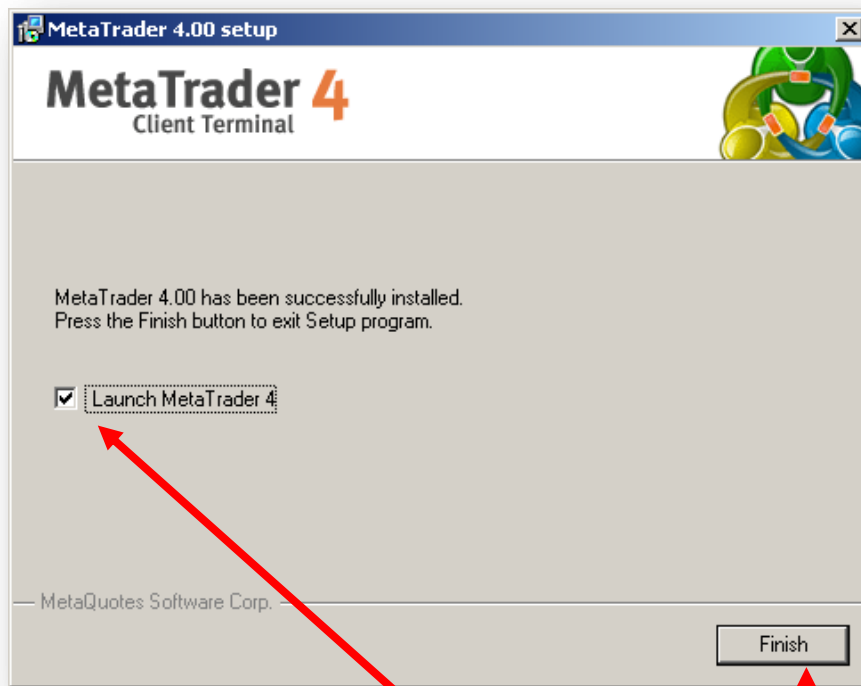 MetaTrader 4.00 setup
MetaTrader 4
Client Terminal
MetaTrader 4.00 has been successfully installed.
Press the Finish button to exit Setup program.
Launch MetaTrader 4
MetaQuotes Software Corp.
Finish